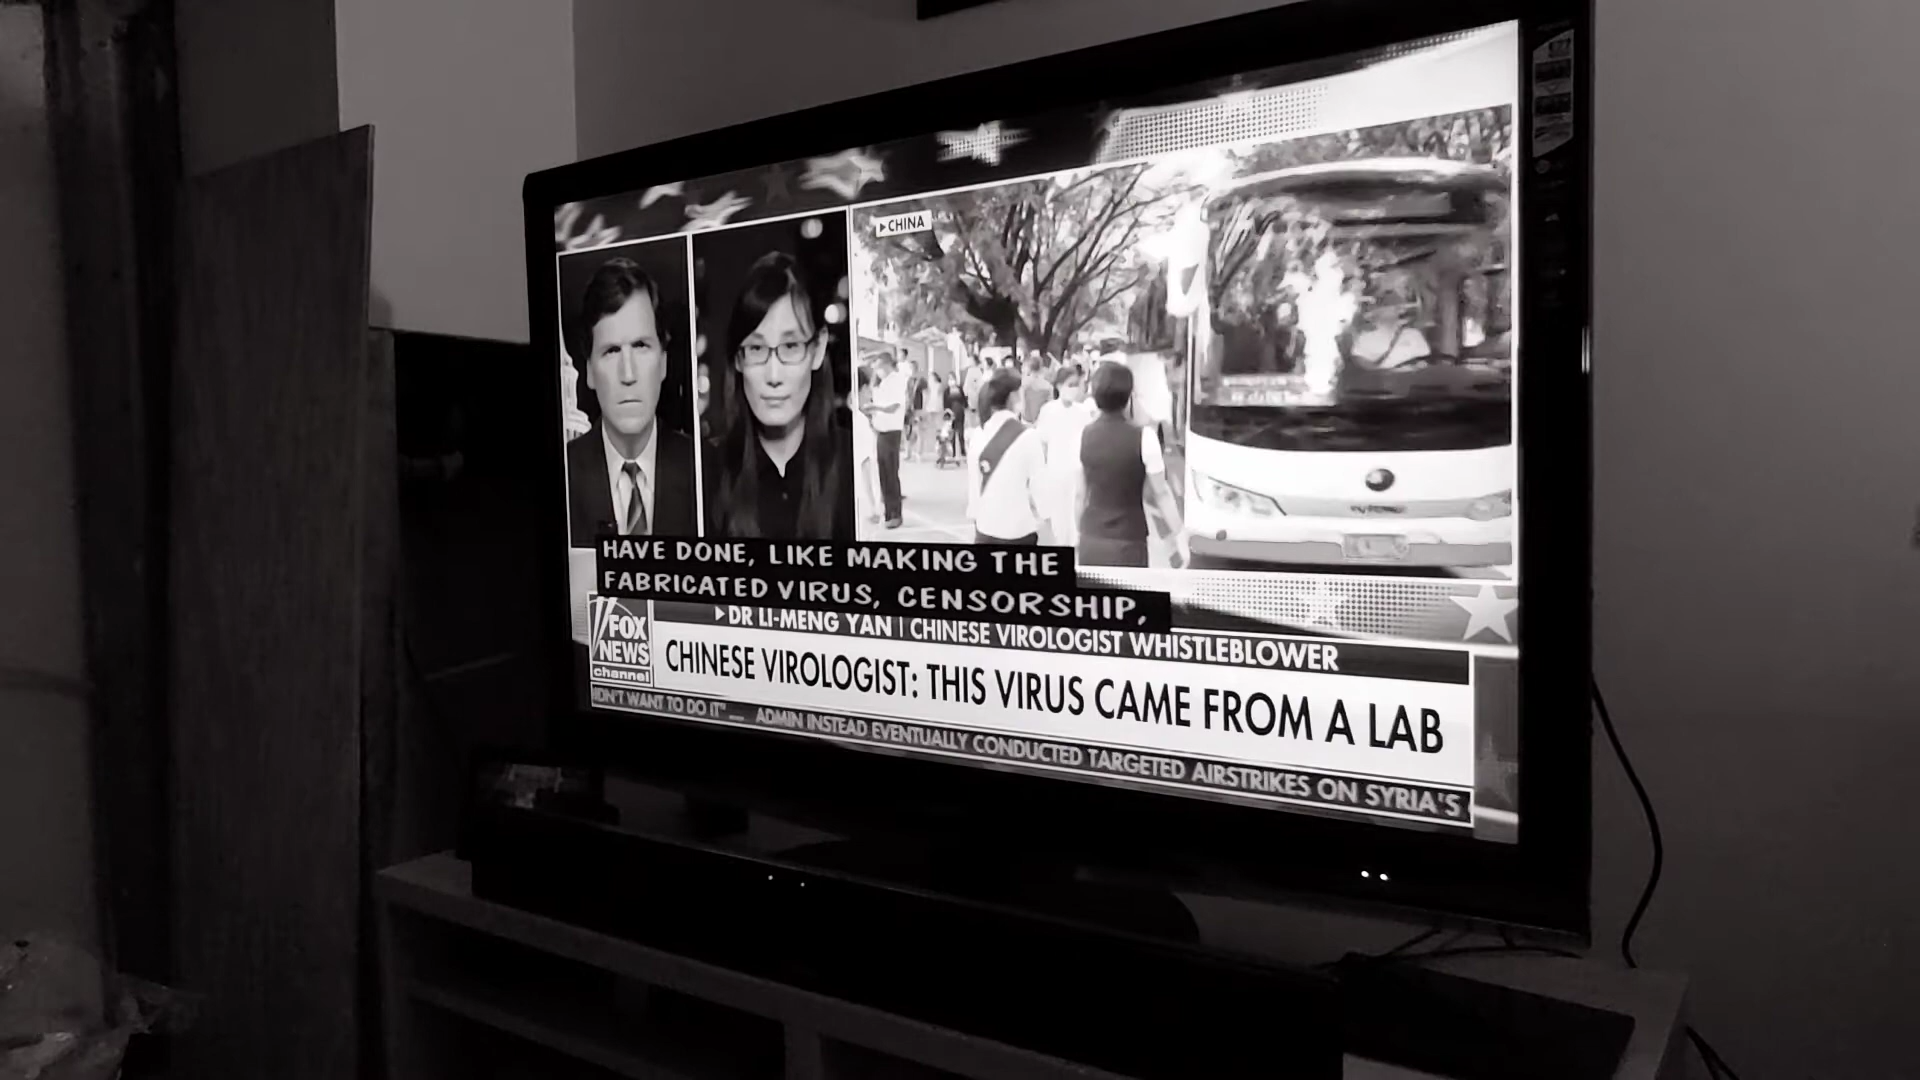 CHINA
HAVE DONE, LIKE MAKING THE
FABRICATED VIRUS, CENSORSHIP,
DR LI-MENG YAN | CHINESE VIROLOGIST WHISTLEBLOWER
FOX
NEWS
channel
CHINESE VIROLOGIST: THIS VIRUS CAME FROM A LAB
IDN'T WANT TO DO IT" ... ADMIN INSTEAD EVENTUALLY CONDUCTED TARGETED AIRSTRIKES ON SYRIA'S